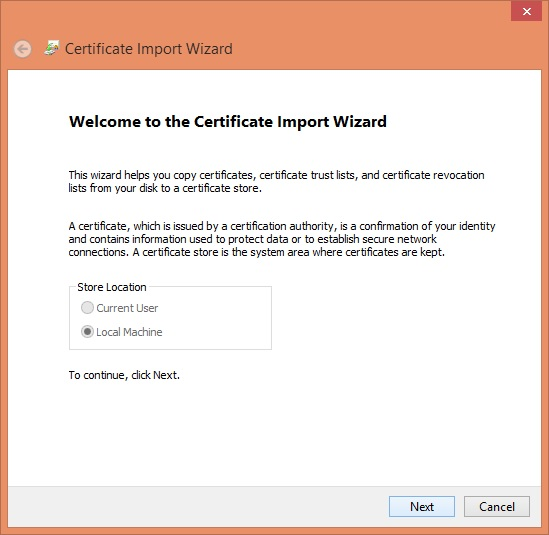 Certificate Import Wizard
Welcome to the Certificate Import Wizard
This wizard helps you copy certificates, certificate trust lists, and certificate revocation
lists from your disk to a certificate store.
A certificate, which is issued by a certification authority, is a confirmation of your identity
and contains information used to protect data or to establish secure network
connections. A certificate store is the system area where certificates are kept.
Store Location
Current User
Local Machine
To continue, click Next.
Next Cancel